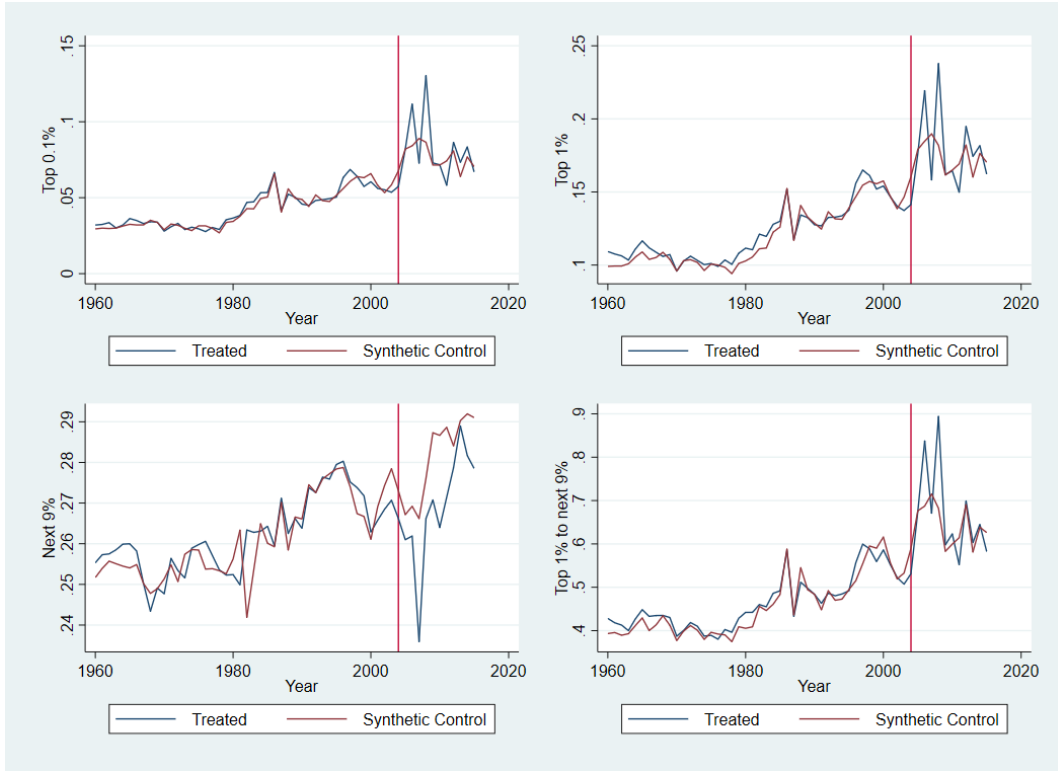 Top 0.1%
.15
.1
.05
0
1960 1980 2000 2020
Year
Treated Synthetic Control
Top 1%
.25
.2
.15
.1
1960 1980 2000 2020
Year
Treated Synthetic Control
Next 9%
.29
.28
.27
.26
.25
.24
1960 1980 2000 2020
Year
Treated Synthetic Control
Top 1% to next 9%
.9
.8
.7
.6
.5
.4
1960 1980 2000 2020
Year
Treated Synthetic Control